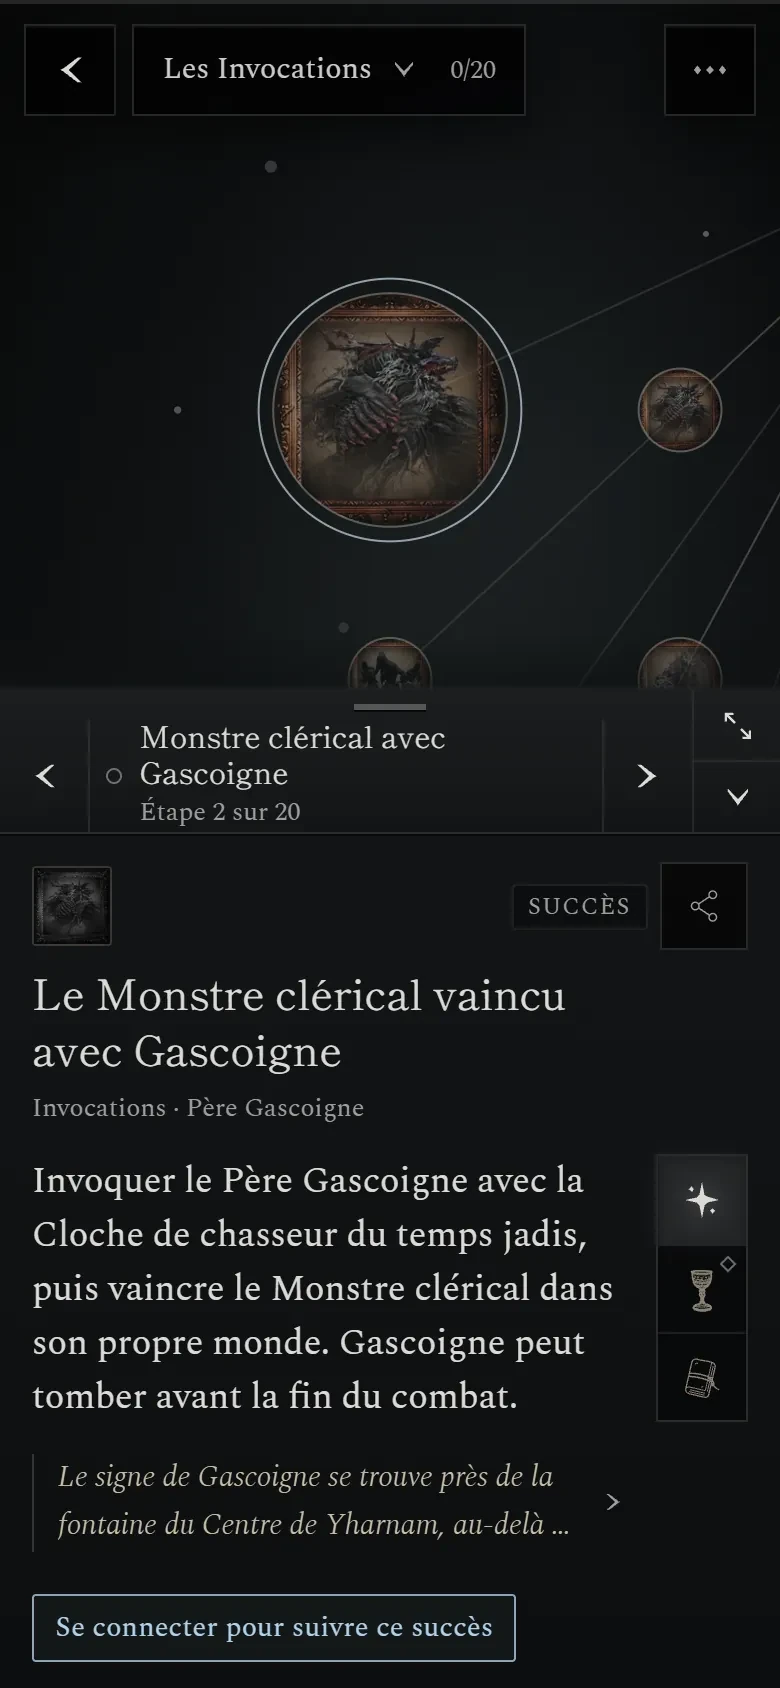 Les Invocations 0/20
Monstre clérical avec
Gascoigne
Étape 2 sur 20
SUCCÈS
Le Monstre clérical vaincu
avec Gascoigne
Invocations · Père Gascoigne
Invoquer le Père Gascoigne avec la
Cloche de chasseur du temps jadis,
puis vaincre le Monstre clérical dans
son propre monde. Gascoigne peut
tomber avant la fin du combat.
Le signe de Gascoigne se trouve près de la
fontaine du Centre de Yharnam, au-delà ...
Se connecter pour suivre ce succès